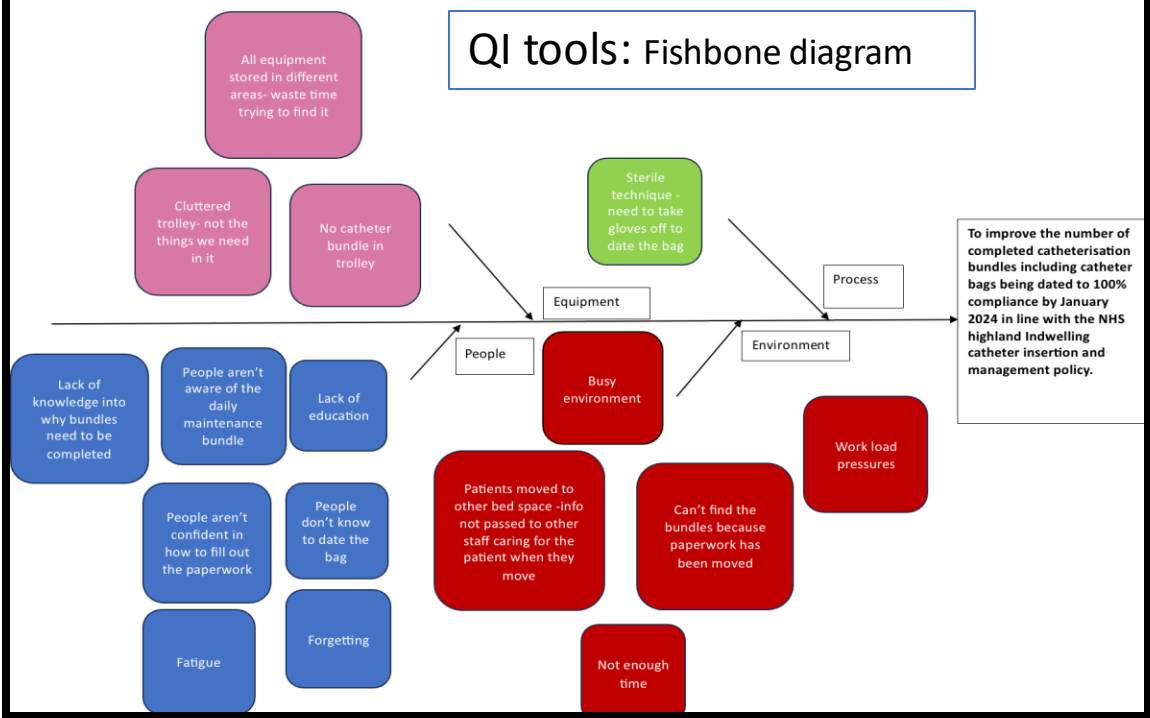 QI tools: Fishbone diagram
All equipment
stored in different
areas- waste time
trying to find it
Cluttered
trolley- not the
things we need
in it
No catheter
bundle in
trolley
Sterile
technique -
need to take
gloves off to
date the bag
Equipment
Process
To improve the number of
completed catheterisation
bundles including catheter
bags being dated to 100%
compliance by January
2024 in line with the NHS
highland Indwelling
catheter insertion and
management policy.
People
Environment
Lack of
knowledge into
why bundles
need to be
completed
People aren't
aware of the
daily
maintenance
bundle
Lack of
education
People aren't
confident in
how to fill out
the paperwork
People
don't know
to date the
bag
Fatigue
Forgetting
Busy
environment
Patients moved to
other bed space -info
not passed to other
staff caring for the
patient when they
move
Can't find the
bundles because
paperwork has
been moved
Work load
pressures
Not enough
time